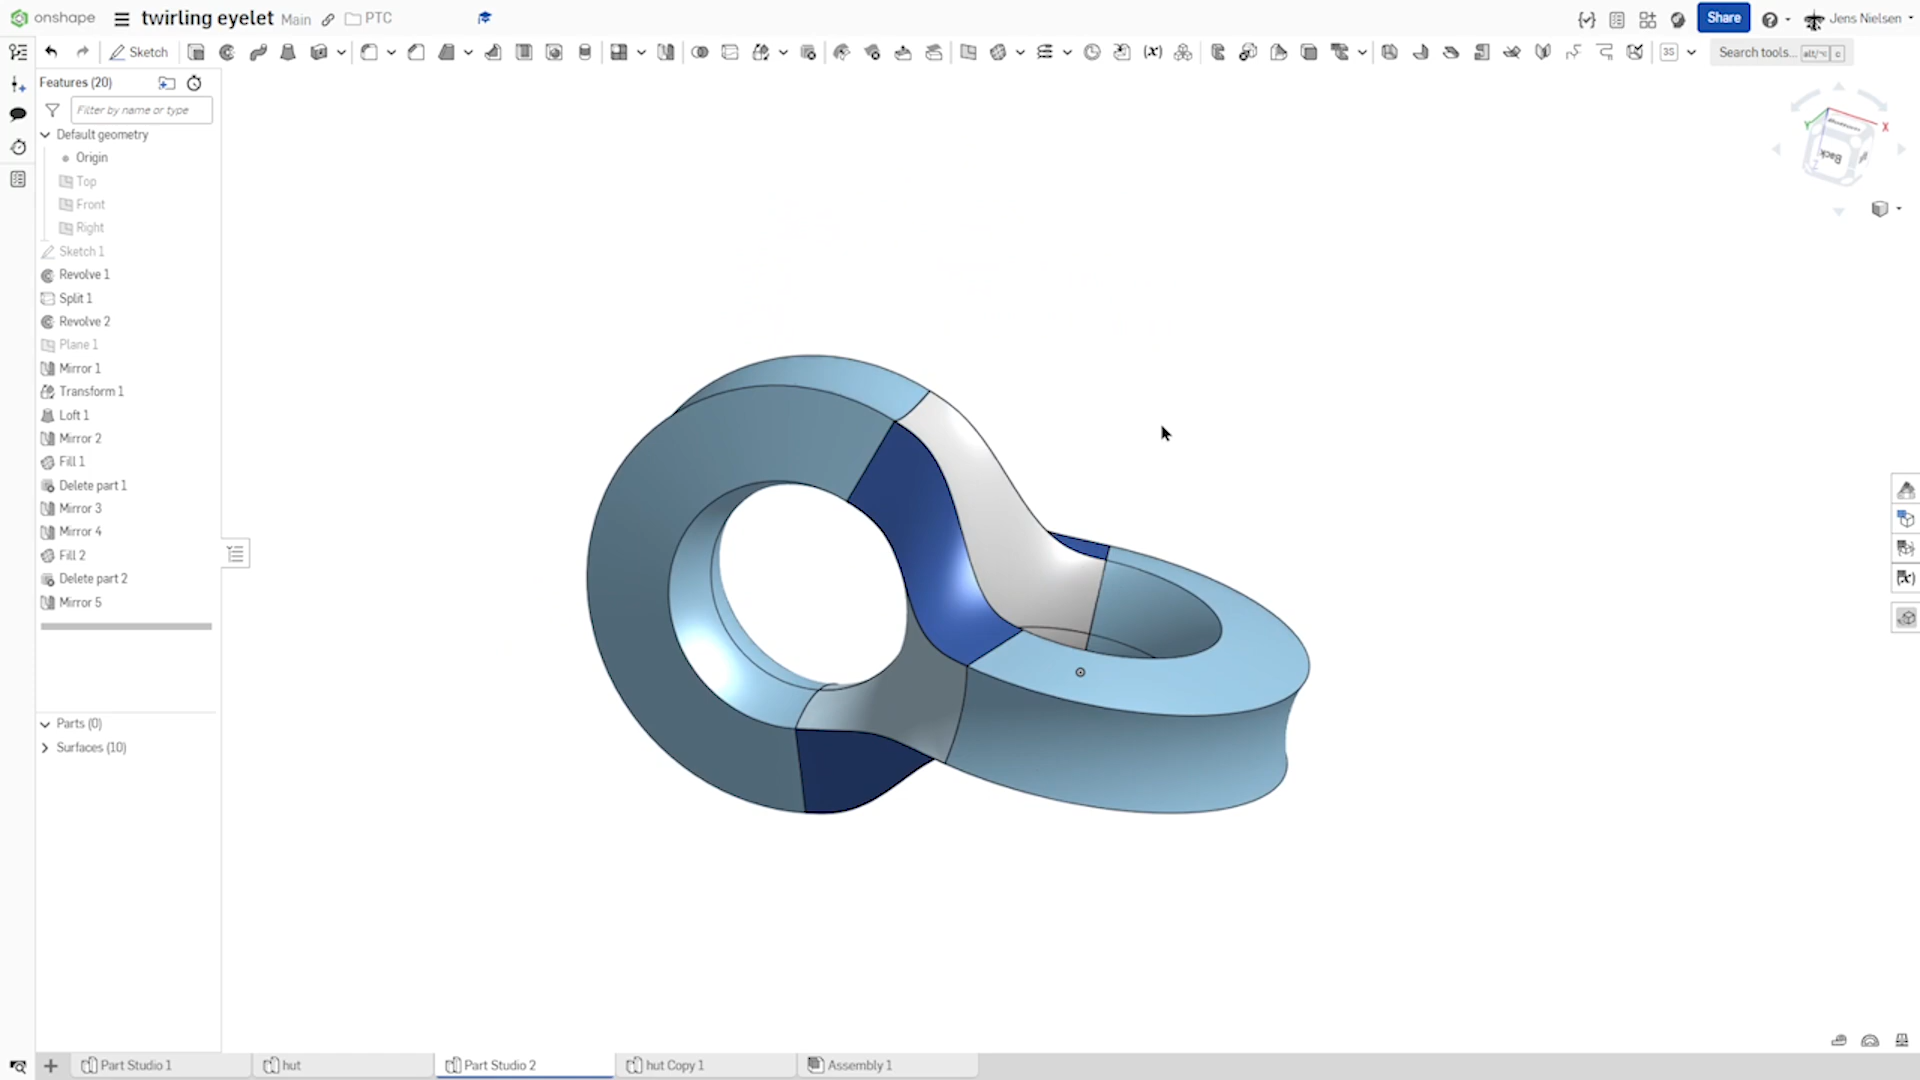 onshape twirling eyelet Main PTC Share Jens Nielsen
Sketch Search tools... alt/⌥ c
Features (20)
Filter by name or type
Default geometry
Origin
Top
Front
Right
Sketch 1
Revolve 1
Split 1
Revolve 2
Plane 1
Mirror 1
Transform 1
Loft 1
Mirror 2
Fill 1
Delete part 1
Mirror 3
Mirror 4
Fill 2
Delete part 2
Mirror 5
Parts (0)
Surfaces (10)
X
Y
Z
Back
Part Studio 1 hut Part Studio 2 hut Copy 1 Assembly 1